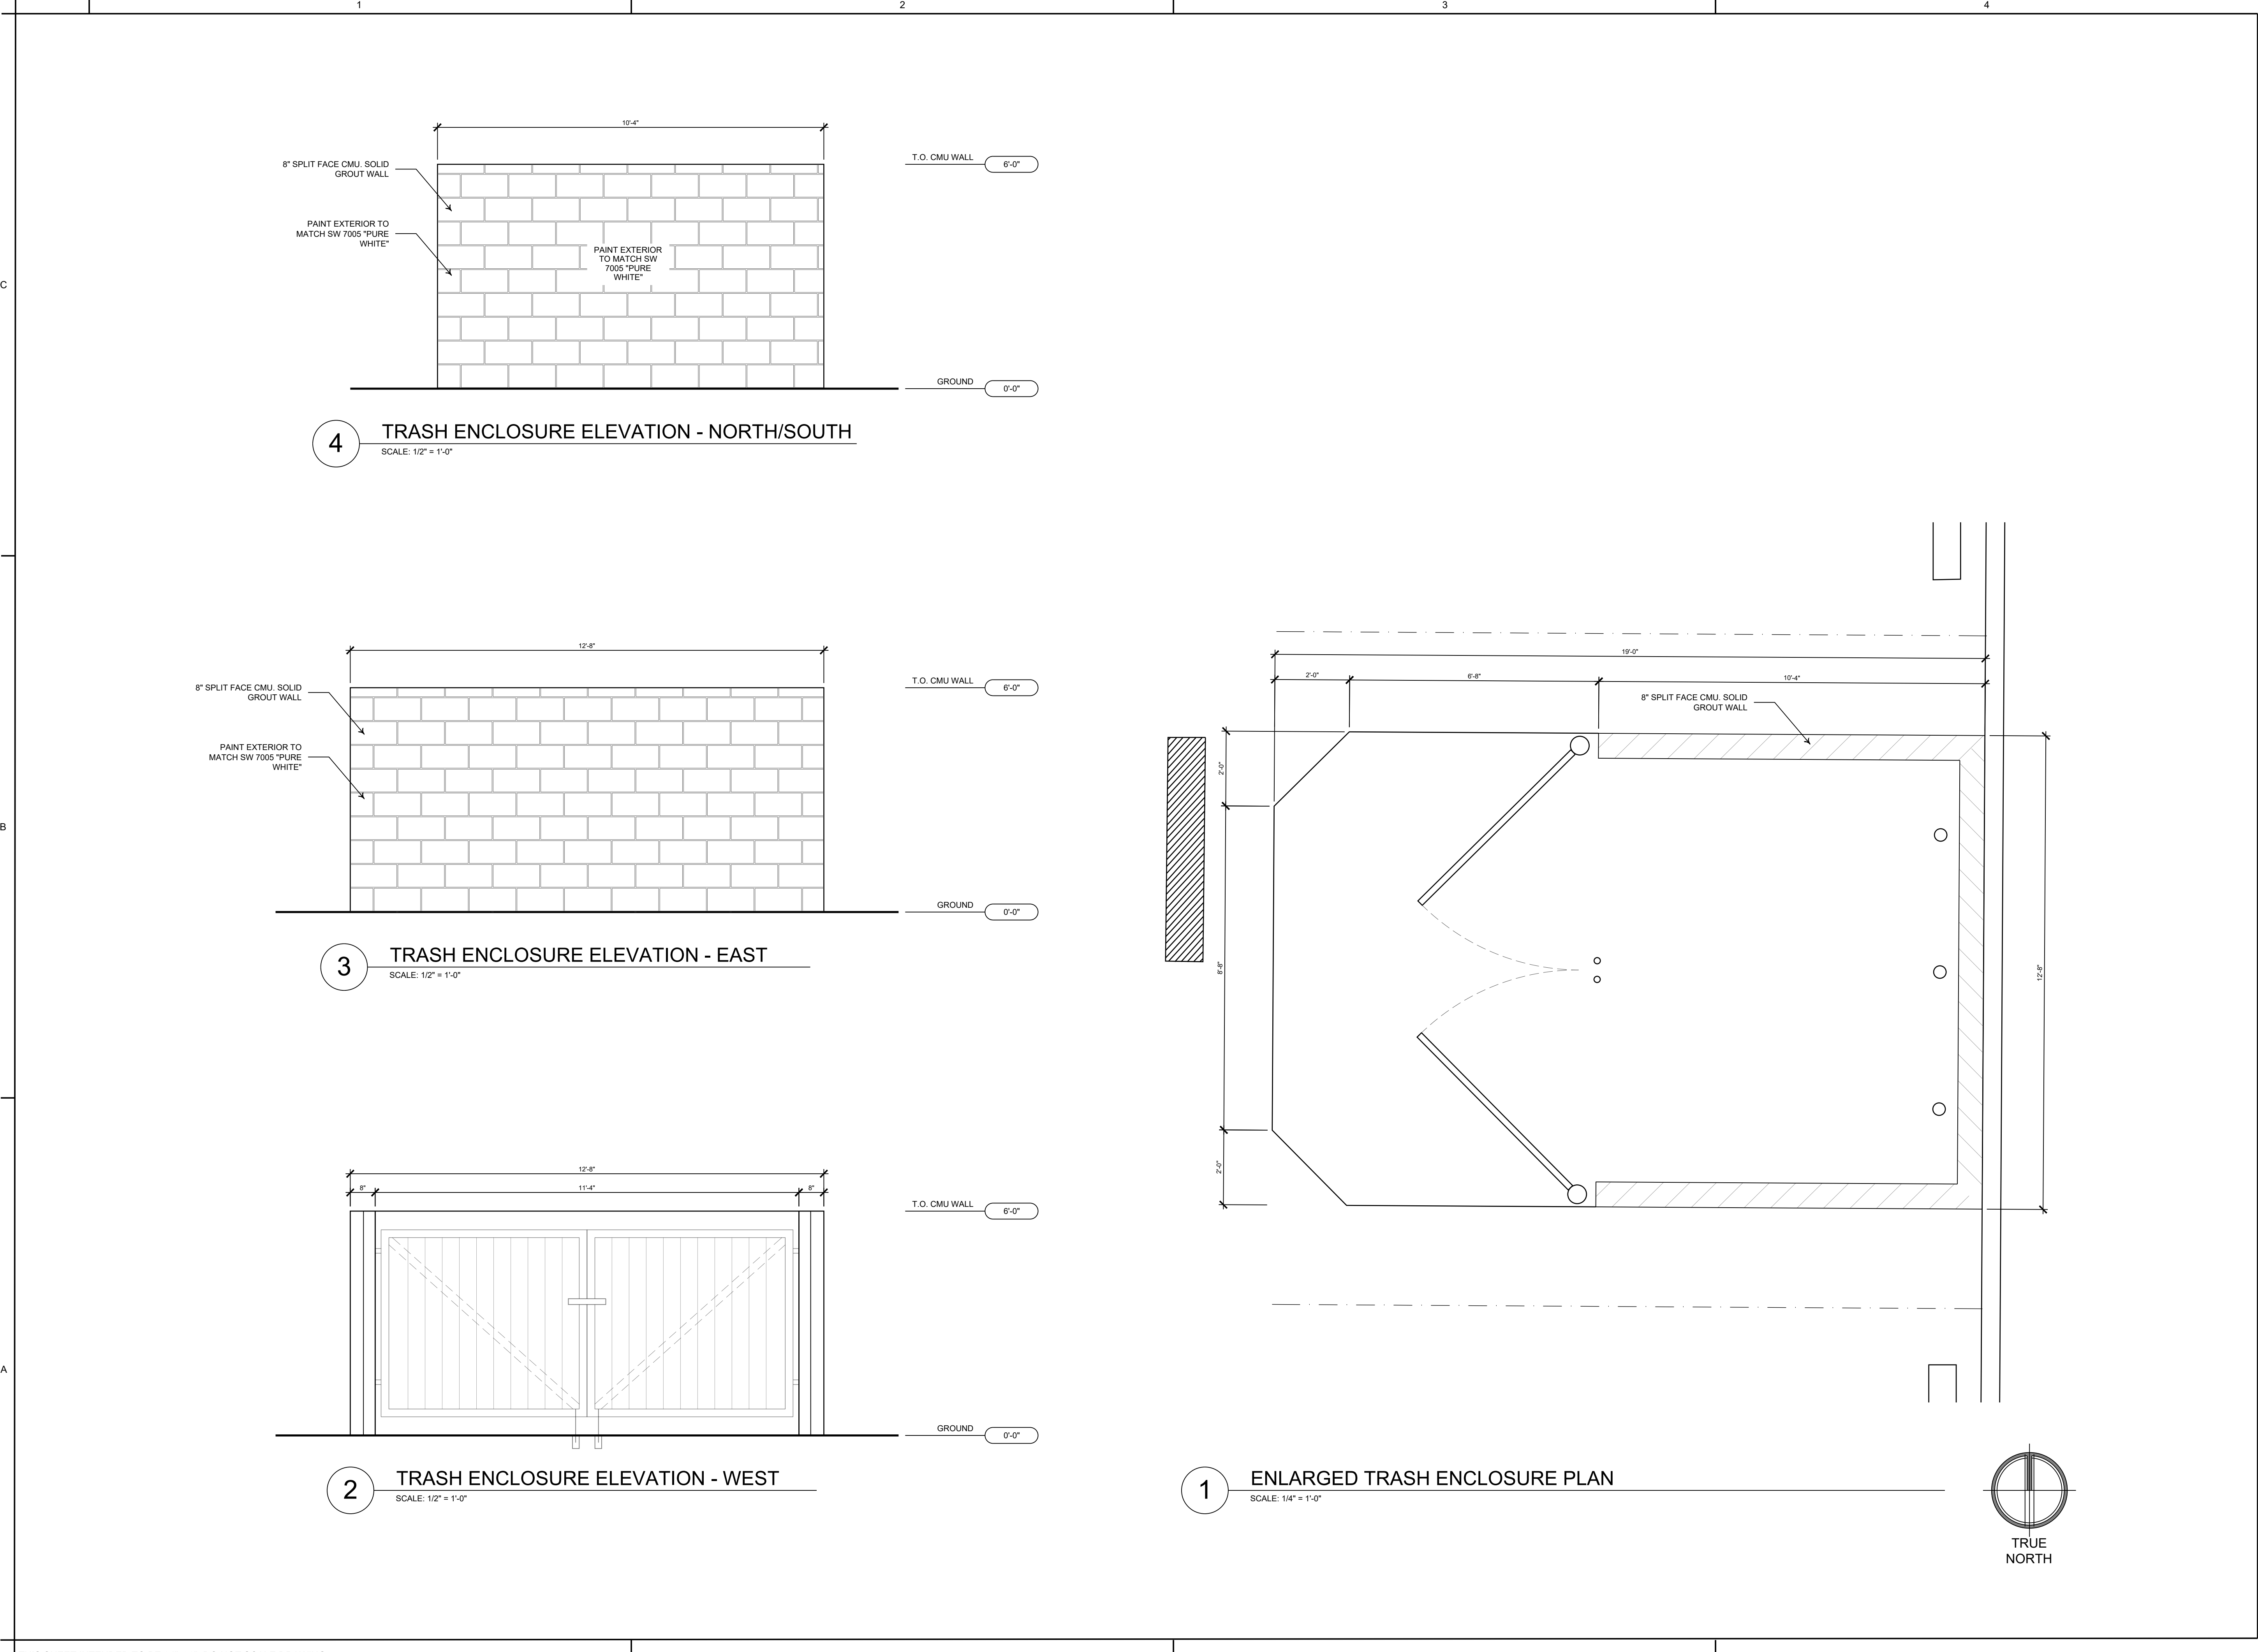 1
2
3
4
C
B
A
10'-4"
8" SPLIT FACE CMU. SOLID
GROUT WALL
PAINT EXTERIOR TO
MATCH SW 7005 "PURE
WHITE"
PAINT EXTERIOR
TO MATCH SW
7005 "PURE
WHITE"
T.O. CMU WALL
6'-0"
GROUND
0'-0"
4
TRASH ENCLOSURE ELEVATION - NORTH/SOUTH
SCALE: 1/2" = 1'-0"
12'-8"
8" SPLIT FACE CMU. SOLID
GROUT WALL
PAINT EXTERIOR TO
MATCH SW 7005 "PURE
WHITE"
T.O. CMU WALL
6'-0"
GROUND
0'-0"
3
TRASH ENCLOSURE ELEVATION - EAST
SCALE: 1/2" = 1'-0"
12'-8"
8"
11'-4"
8"
T.O. CMU WALL
6'-0"
GROUND
0'-0"
2
TRASH ENCLOSURE ELEVATION - WEST
SCALE: 1/2" = 1'-0"
19'-0"
2'-0"
6'-8"
10'-4"
8" SPLIT FACE CMU. SOLID
GROUT WALL
2'-0"
8'-8"
2'-0"
12'-8"
1
ENLARGED TRASH ENCLOSURE PLAN
SCALE: 1/4" = 1'-0"
TRUE
NORTH